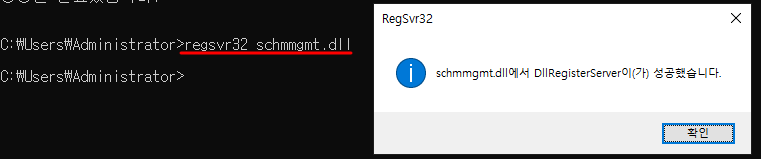 C:₩Users₩Administrator>regsvr32 schmmgmt.dll
C:₩Users₩Administrator>
RegSvr32
schmmgmt.dll에서 DllRegisterServer이(가) 성공했습니다.
확인